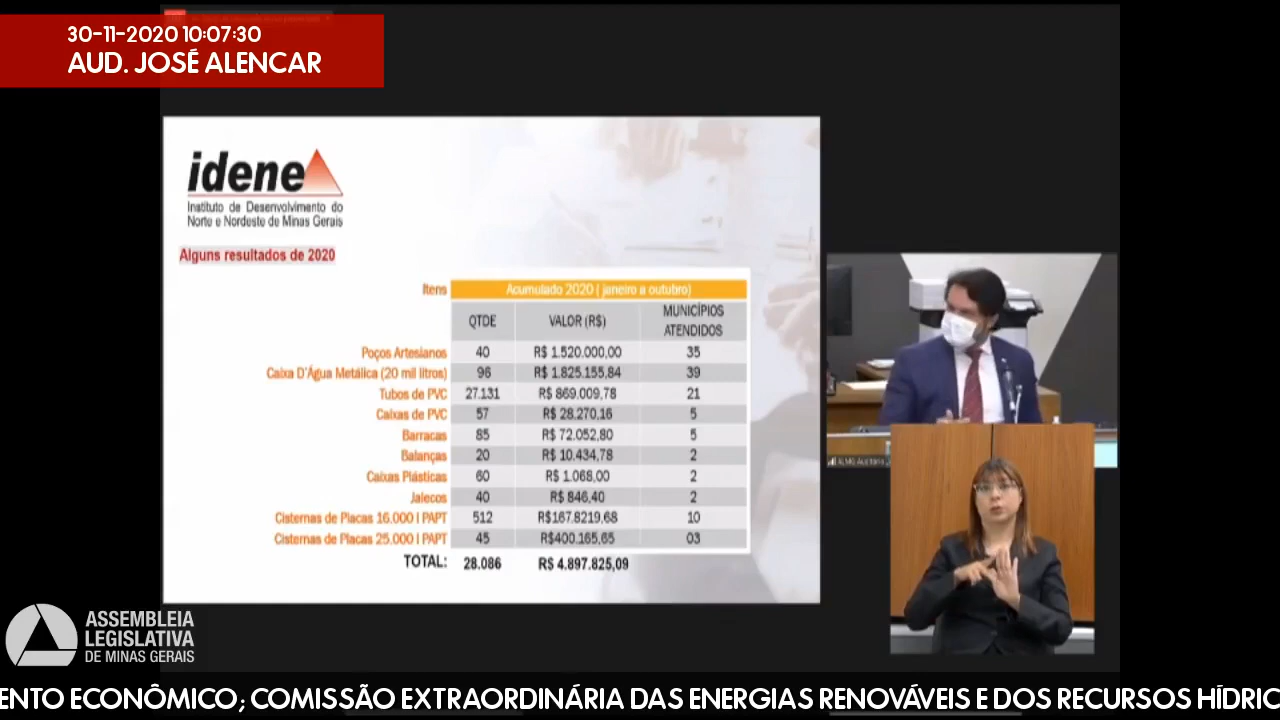 30-11-2020 10:07:30
AUD. JOSÉ ALENCAR
idene
Instituto de Desenvolvimento do
Norte e Nordeste de Minas Gerais
Alguns resultados de 2020
Itens Acumulado 2020 ( janeiro a outubro)
QTDE VALOR (R$) MUNICÍPIOS ATENDIDOS
Poços Artesianos 40 R$ 1.520.000,00 35
Caixa D'Água Metálica (20 mil litros) 96 R$ 1.825.155,84 39
Tubos de PVC 27.131 R$ 869.009,78 21
Caixas de PVC 57 R$ 28.270,16 5
Barracas 85 R$ 72.052,80 5
Balanças 20 R$ 10.434,78 2
Caixas Plásticas 60 R$ 1.068,00 2
Jalecos 40 R$ 846,40 2
Cisternas de Placas 16.000 l PAPT 512 R$167.8219,68 10
Cisternas de Placas 25.000 l PAPT 45 R$400.165,65 03
TOTAL: 28.086 R$ 4.897.825,09
ALMG Auditório
ASSEMBLEIA
LEGISLATIVA
DE MINAS GERAIS
ENTO ECONÔMICO; COMISSÃO EXTRAORDINÁRIA DAS ENERGIAS RENOVÁVEIS E DOS RECURSOS HÍDRIC